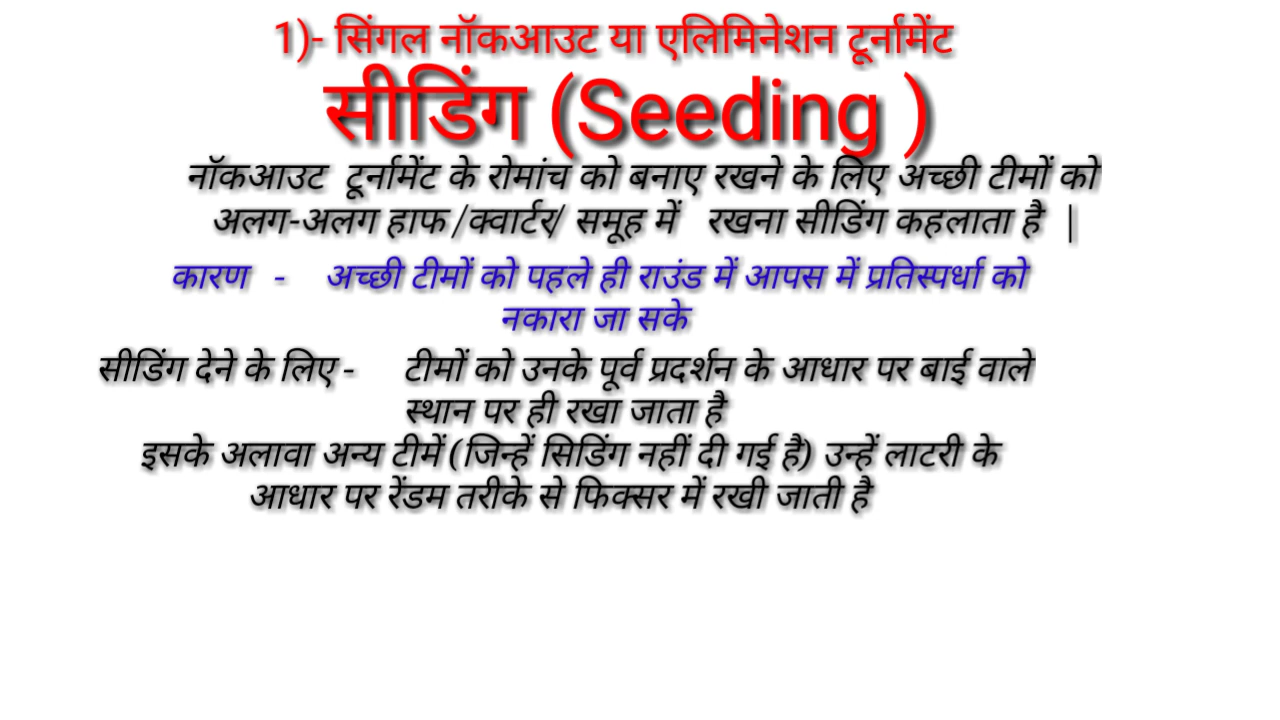 1)- सिंगल नॉकआउट या एलिमिनेशन टूर्नामेंट
सीडिंग (Seeding )
नॉकआउट टूर्नामेंट के रोमांच को बनाए रखने के लिए अच्छी टीमों को
अलग-अलग हाफ /क्वार्टर/ समूह में रखना सीडिंग कहलाता है |
कारण - अच्छी टीमों को पहले ही राउंड में आपस में प्रतिस्पर्धा को
नकारा जा सके
सीडिंग देने के लिए - टीमों को उनके पूर्व प्रदर्शन के आधार पर बाई वाले
स्थान पर ही रखा जाता है
इसके अलावा अन्य टीमें (जिन्हें सिडिंग नहीं दी गई है) उन्हें लाटरी के
आधार पर रेंडम तरीके से फिक्सर में रखी जाती है